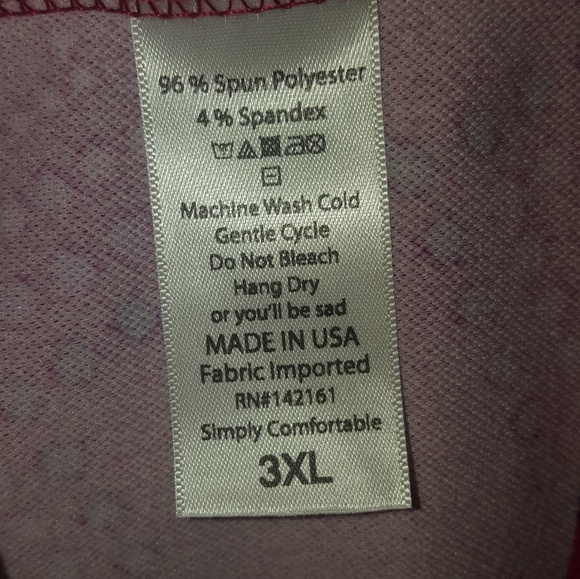 96 % Spun Polyester
4 % Spandex
Machine Wash Cold
Gentle Cycle
Do Not Bleach
Hang Dry
or you'll be sad
MADE IN USA
Fabric Imported
RN#142161
Simply Comfortable
3XL